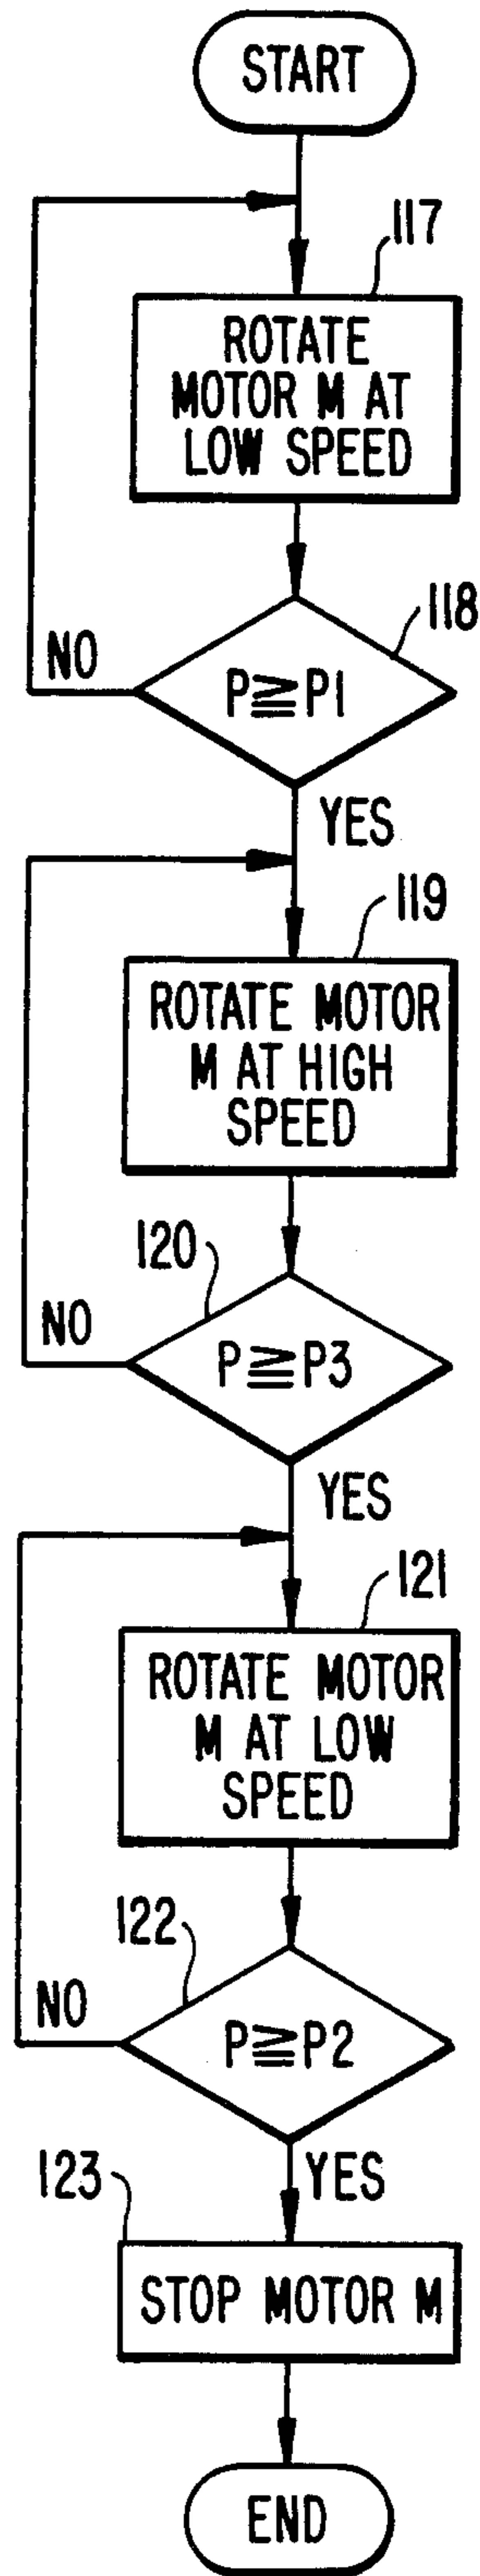 START
117
ROTATE
MOTOR M AT
LOW SPEED
118
P≧P1
NO
YES
119
ROTATE MOTOR
M AT HIGH
SPEED
120
P≧P3
NO
YES
121
ROTATE MOTOR
M AT LOW
SPEED
122
P≧P2
NO
YES
123
STOP MOTOR M
END